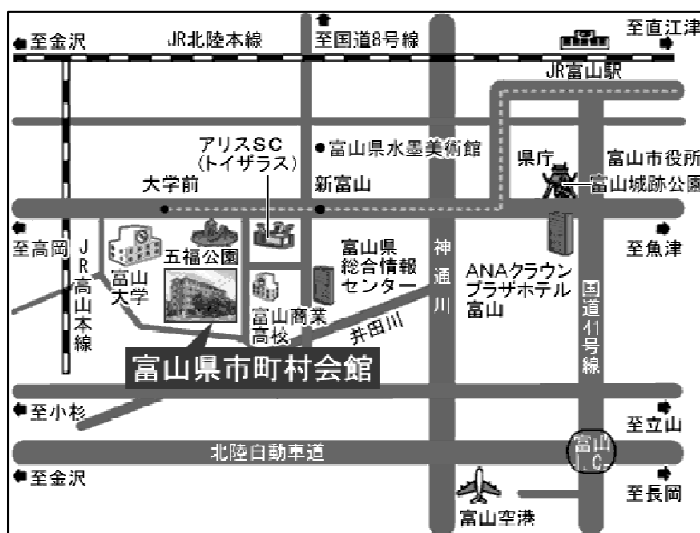 至金沢
JR北陸本線
至国道8号線
至直江津
JR富山駅
アリスSC
(トイザラス)
富山県水墨美術館
県庁
富山市役所
富山城跡公園
大学前
新富山
至高岡
JR高山本線
富山
大学
五福公園
富山商業
高校
富山県
総合情報
センター
井田川
神通川
ANAクラウン
プラザホテル
富山
国道41号線
至魚津
富山県市町村会館
至小杉
至立山
北陸自動車道
富山
I.C.
至金沢
至長岡
富山空港